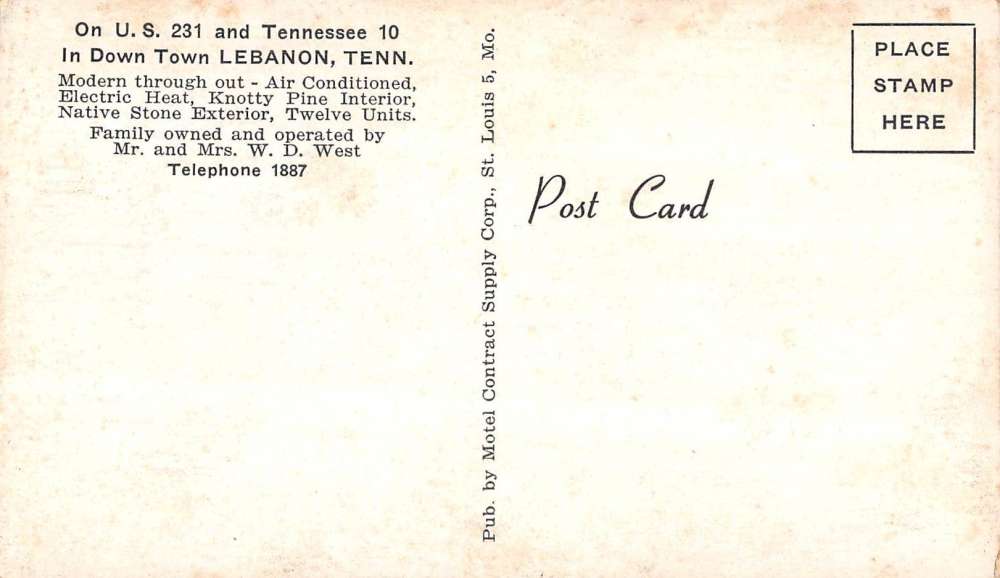 On U. S. 231 and Tennessee 10
In Down Town LEBANON, TENN.
Modern through out - Air Conditioned,
Electric Heat, Knotty Pine Interior,
Native Stone Exterior, Twelve Units.
Family owned and operated by
Mr. and Mrs. W. D. West
Telephone 1887
Pub. by Motel Contract Supply Corp., St. Louis 5, Mo.
PLACE
STAMP
HERE
Post Card